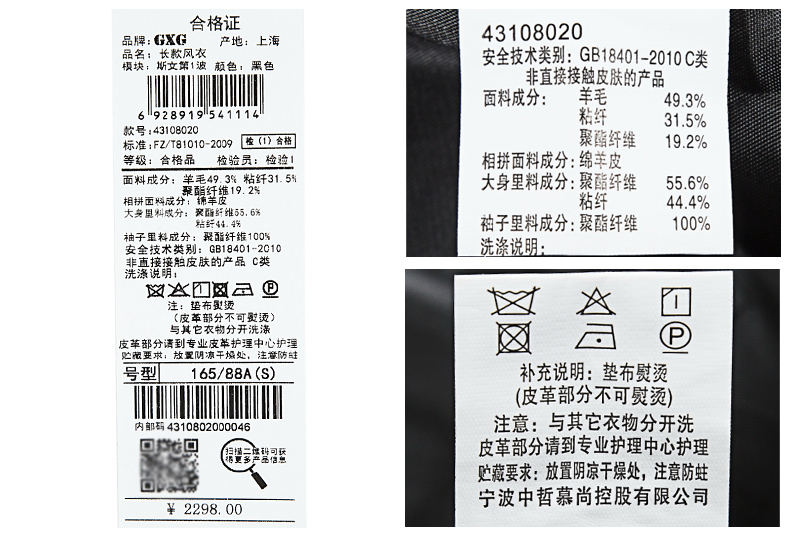 合格证
品牌: GXG 产地: 上海
品名: 长款风衣
模块: 斯文第1波 颜色: 黑色
6 928919 541114
款号: 43108020
标准: FZ/T81010-2009 检(1)合格
等级: 合格品 检验员: 检验1
面料成分: 羊毛49.3% 粘纤31.5%
聚酯纤维19.2%
相拼面料成分: 绵羊皮
大身里料成分: 聚酯纤维55.6%
粘纤44.4%
袖子里料成分: 聚酯纤维100%
安全技术类别: GB18401-2010
非直接接触皮肤的产品 C类
洗涤说明:
P
注: 垫布熨烫
(皮革部分不可熨烫)
与其它衣物分开洗涤
皮革部分请到专业皮革护理中心护理
贮藏要求: 放置阴凉干燥处, 注意防蛀
号型 165/88A(S)
内部码 4310802000046
扫描二维码可获
得更多产品信息
¥ 2298.00
43108020
安全技术类别: GB18401-2010 C类
非直接接触皮肤的产品
面料成分: 羊毛 49.3%
粘纤 31.5%
聚酯纤维 19.2%
相拼面料成分: 绵羊皮
大身里料成分: 聚酯纤维 55.6%
粘纤 44.4%
袖子里料成分: 聚酯纤维 100%
洗涤说明:
P
补充说明: 垫布熨烫
(皮革部分不可熨烫)
注意: 与其它衣物分开洗
皮革部分请到专业护理中心护理
贮藏要求: 放置阴凉干燥处, 注意防蛀
宁波中哲慕尚控股有限公司